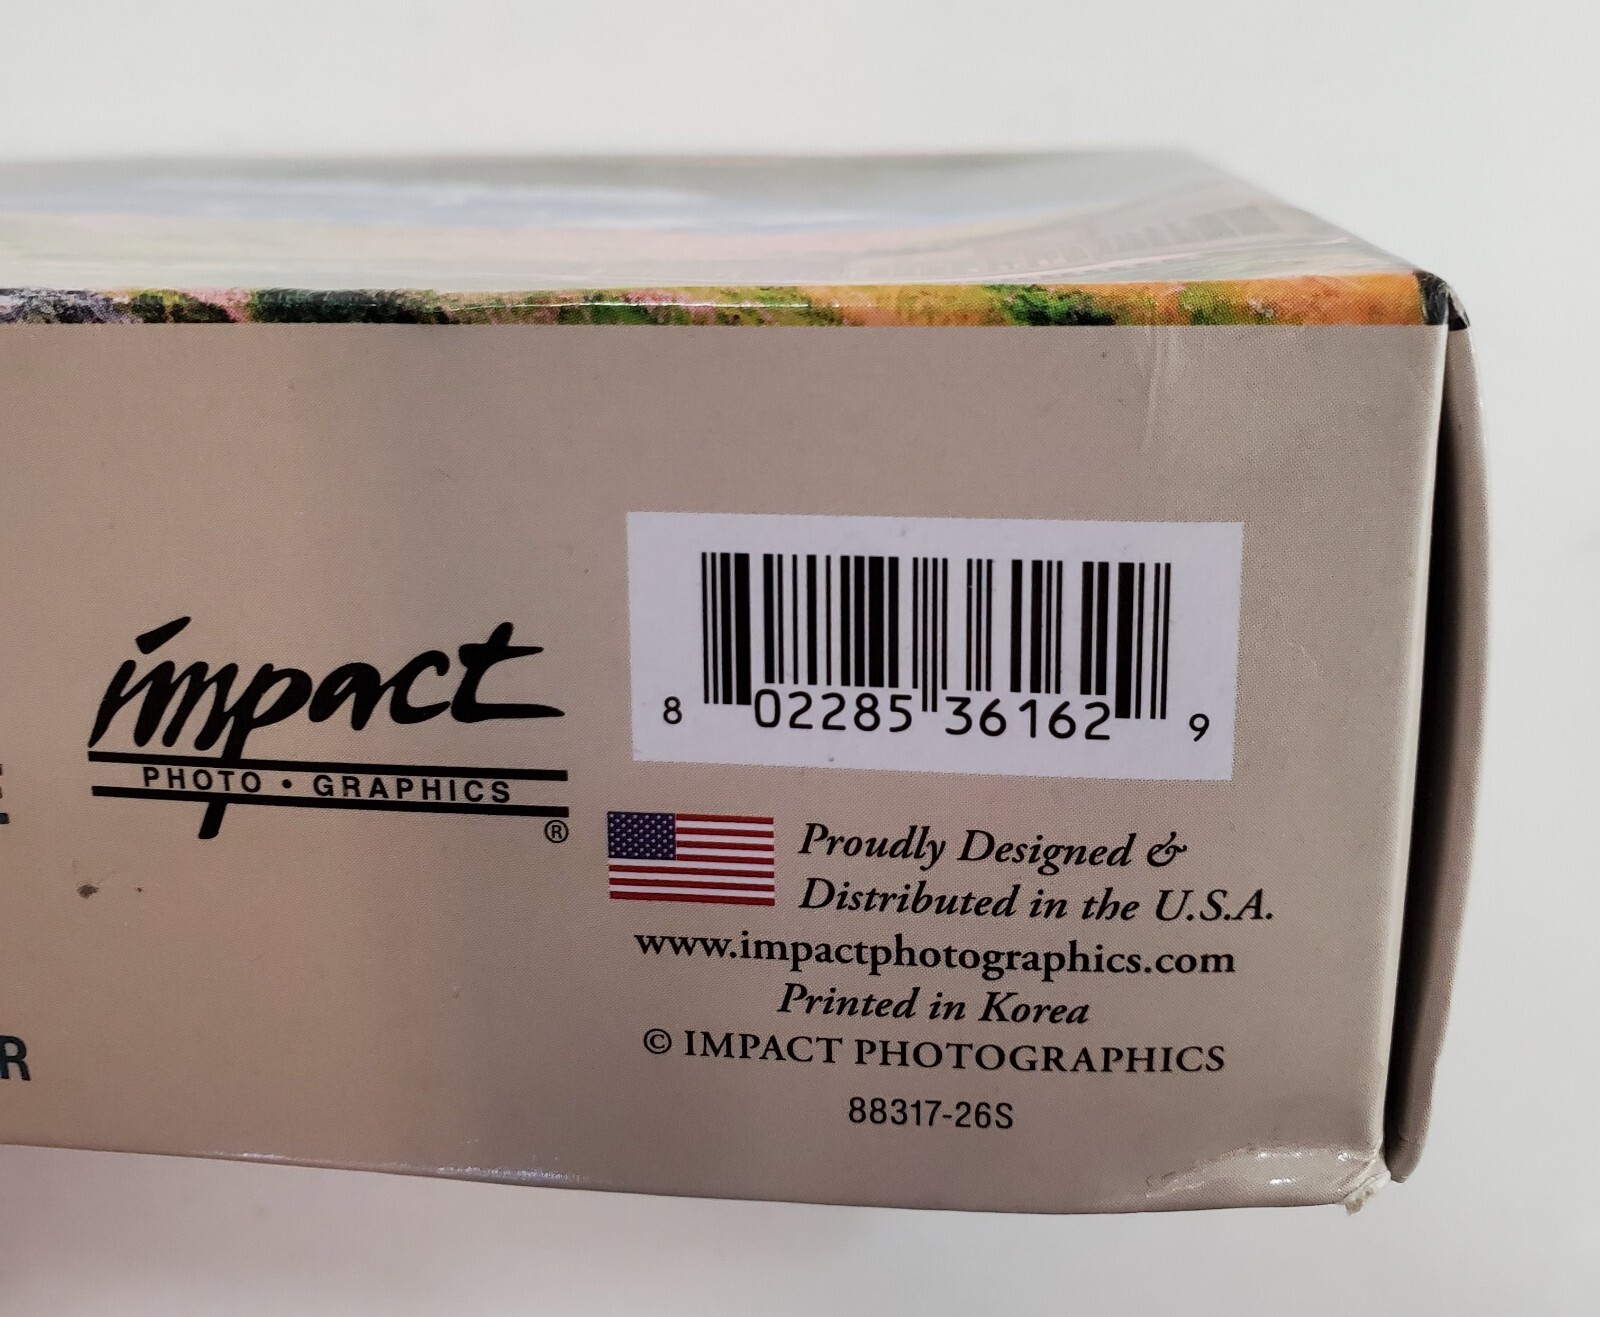 impact
PHOTO • GRAPHICS
®
8 02285 36162 9
Proudly Designed &
Distributed in the U.S.A.
www.impactphotographics.com
Printed in Korea
© IMPACT PHOTOGRAPHICS
88317-26S
R